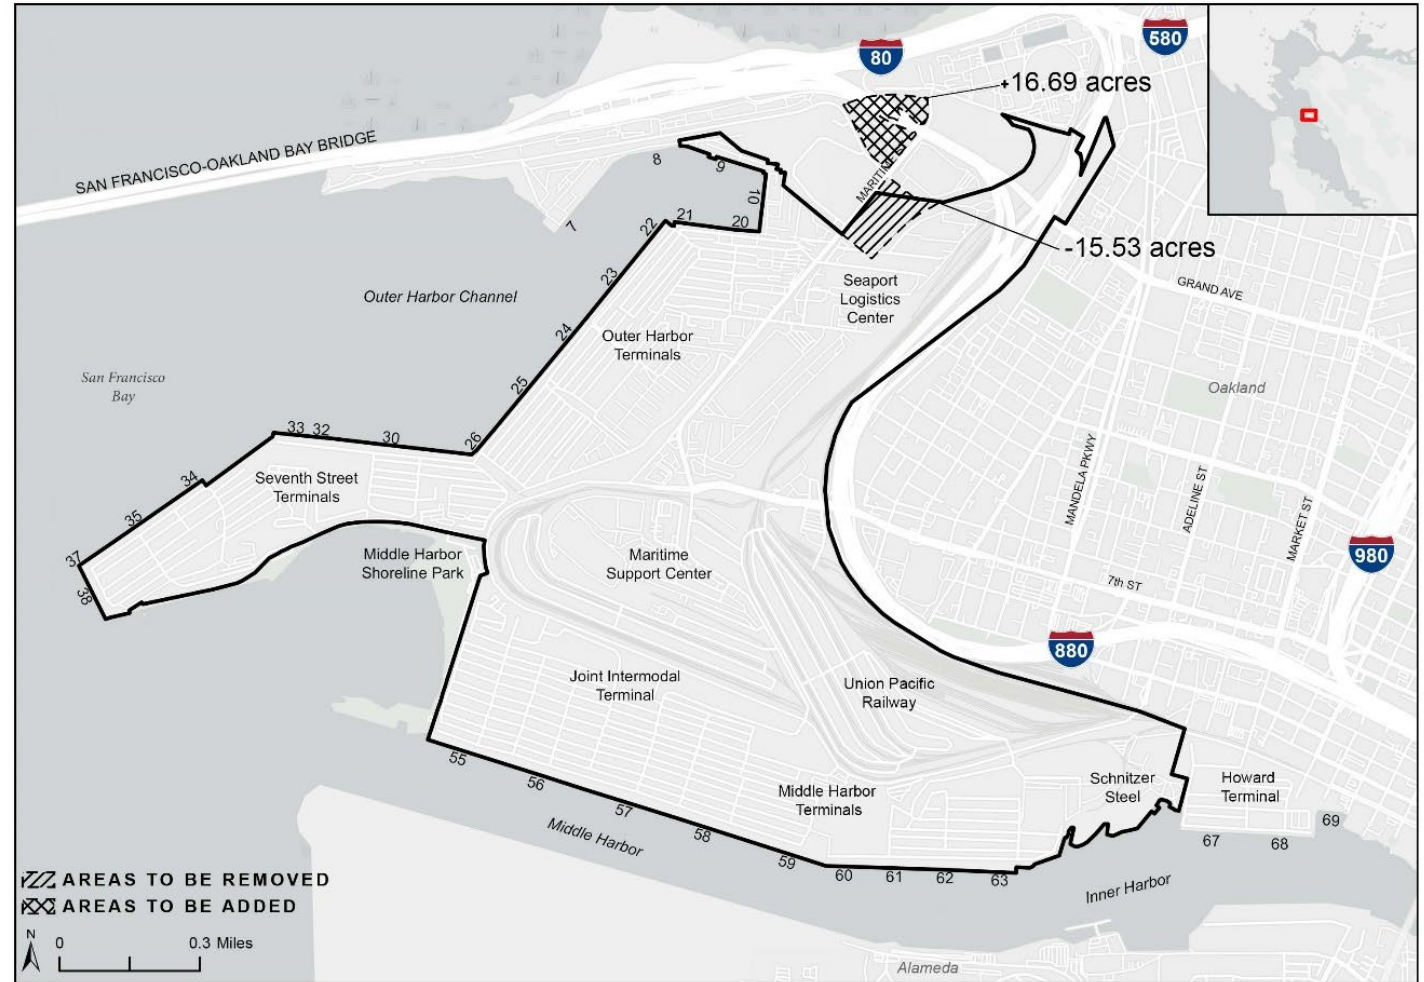 580
80
+16.69 acres
SAN FRANCISCO-OAKLAND BAY BRIDGE
8
9
MARITIME
10
7
22
21
20
-15.53 acres
23
Seaport
Logistics
Center
GRAND AVE
Outer Harbor Channel
24
Outer Harbor
Terminals
San Francisco
Bay
25
Oakland
33
32
30
26
MANDELA PKWY
ADELINE ST
MARKET ST
34
Seventh Street
Terminals
35
37
38
Middle Harbor
Shoreline Park
Maritime
Support Center
980
7th ST
880
Joint Intermodal
Terminal
Union Pacific
Railway
55
56
57
58
59
Middle Harbor
Terminals
Schnitzer
Steel
Howard
Terminal
69
67
68
Middle Harbor
60
61
62
63
Inner Harbor
AREAS TO BE REMOVED
AREAS TO BE ADDED
N
0
0.3 Miles
Alameda